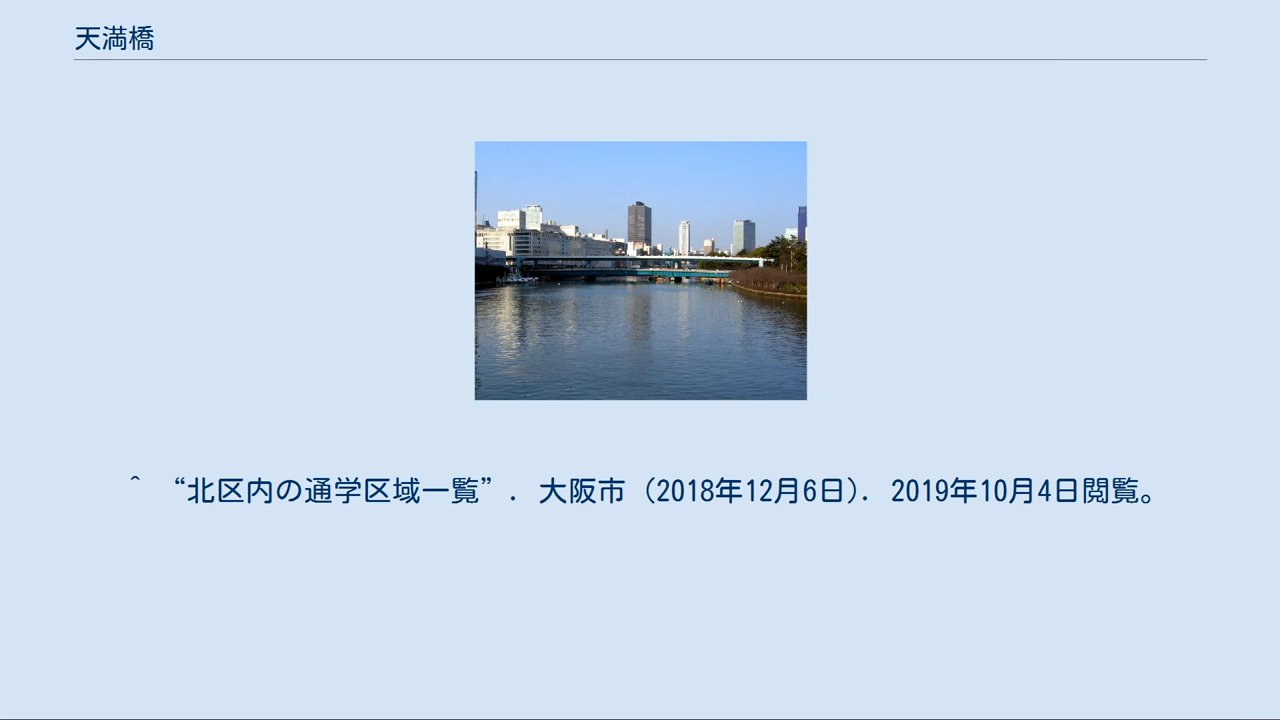 天満橋
^ “北区内の通学区域一覧”. 大阪市 (2018年12月6日). 2019年10月4日閲覧。